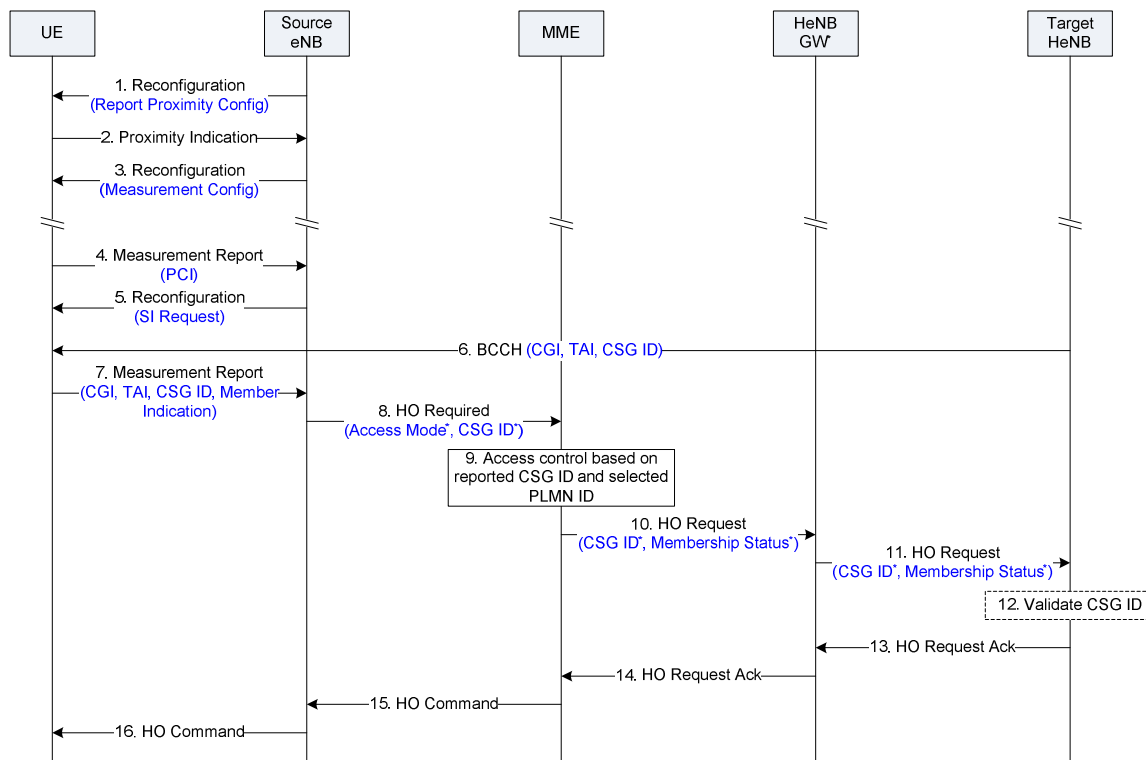 UE
Source
eNB
MME
HeNB
GW*
Target
HeNB
1. Reconfiguration
(Report Proximity Config)
2. Proximity Indication
3. Reconfiguration
(Measurement Config)
4. Measurement Report
(PCI)
5. Reconfiguration
(SI Request)
6. BCCH (CGI, TAI, CSG ID)
7. Measurement Report
(CGI, TAI, CSG ID, Member
Indication)
8. HO Required
(Access Mode*, CSG ID*)
9. Access control based on
reported CSG ID and selected
PLMN ID
10. HO Request
(CSG ID*, Membership Status*)
11. HO Request
(CSG ID*, Membership Status*)
12. Validate CSG ID
13. HO Request Ack
14. HO Request Ack
15. HO Command
16. HO Command